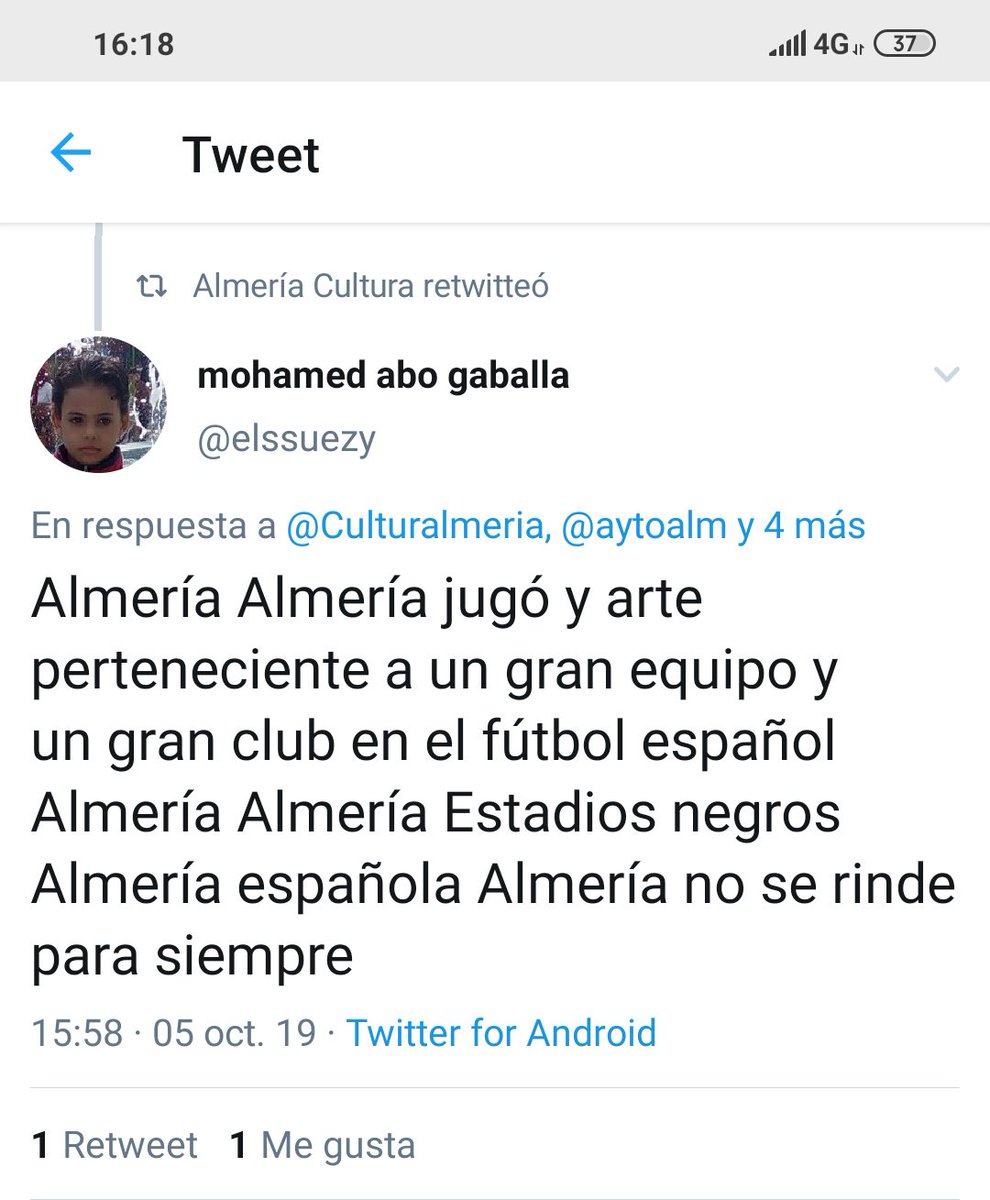 16:18
4G 37
Tweet
Almería Cultura retwitteó
mohamed abo gaballa
@elssuezy
En respuesta a @Culturalmeria, @aytoalm y 4 más
Almería Almería jugó y arte
perteneciente a un gran equipo y
un gran club en el fútbol español
Almería Almería Estadios negros
Almería española Almería no se rinde
para siempre
15:58 · 05 oct. 19 · Twitter for Android
1 Retweet 1 Me gusta